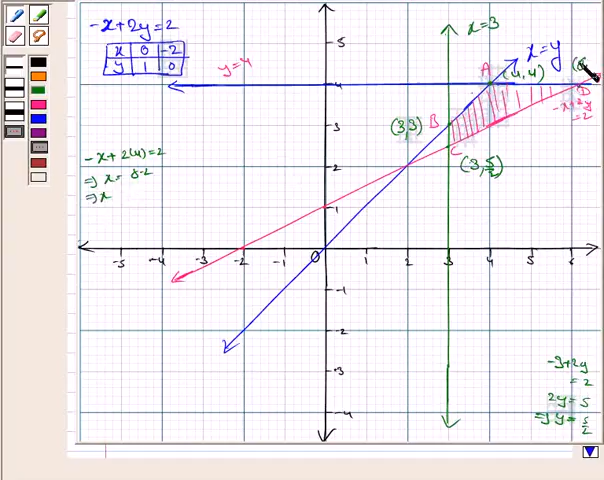 -x+2y=2
x 0 -2
y 1 0
x=3
x=y
y=4
A
(4,4)
D
-x+2y
=2
(3,3)
B
C
(3,5/2)
-x+2(4)=2
⇒ x=8-2
⇒ x
5
4
3
2
1
-5 -4 -3 -2 -1 0 1 2 3 4 5 6
-1
-2
-3
-4
-3+2y
=2
2y=5
⇒ y=5/2